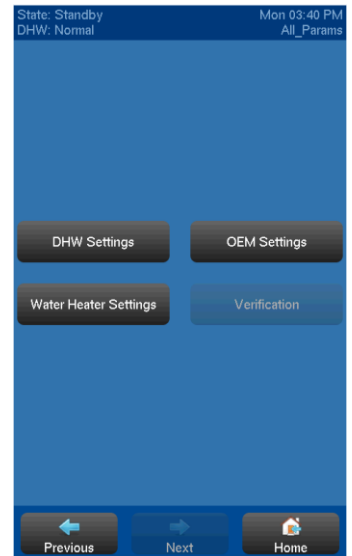 State: Standby Mon 03:40 PM
DHW: Normal All_Params
DHW Settings OEM Settings
Water Heater Settings Verification
Previous Next Home